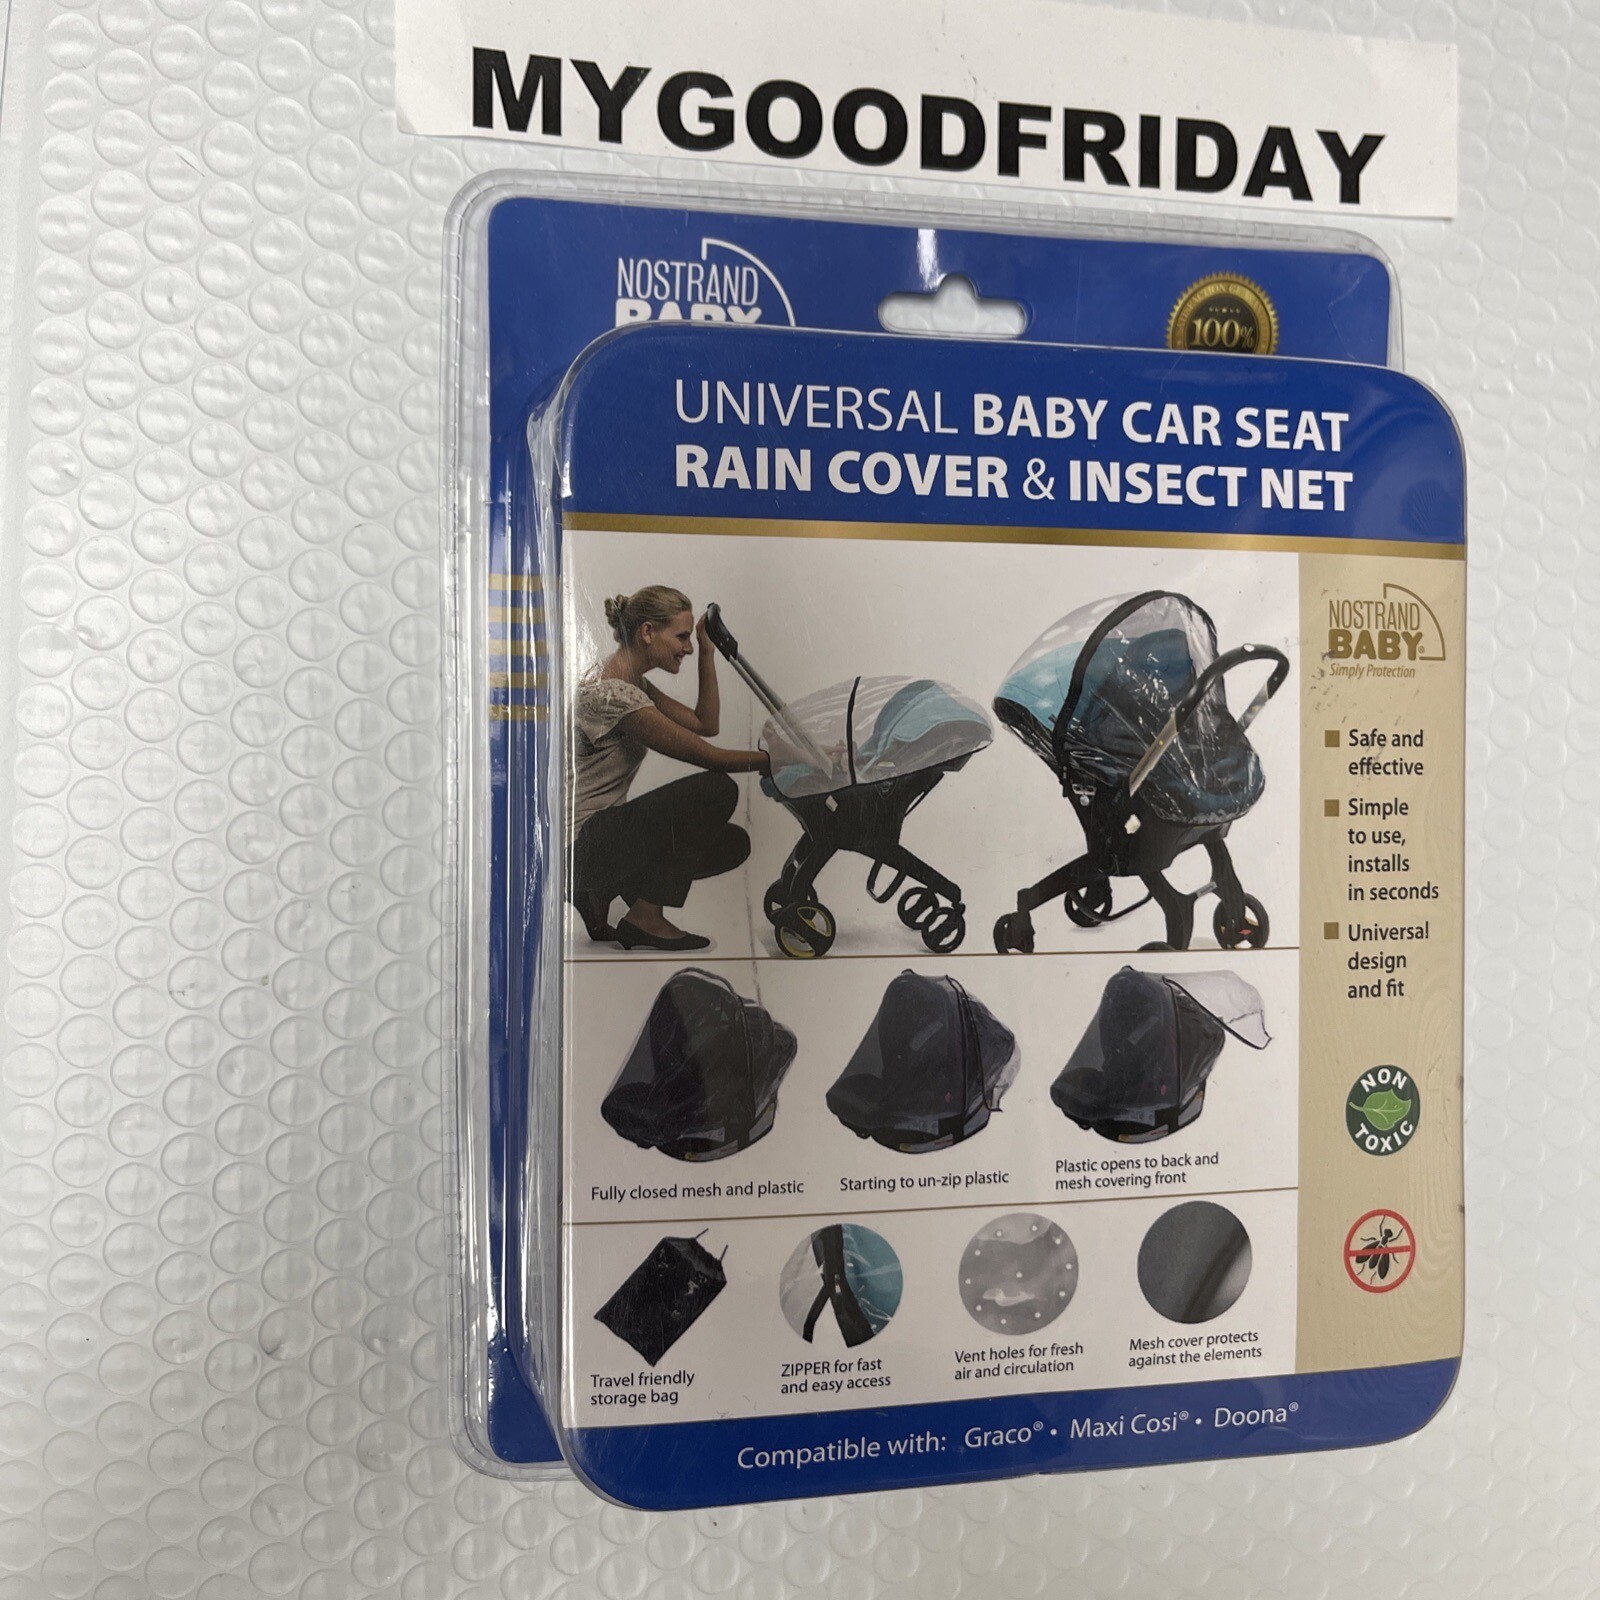 MYGOODFRIDAY
NOSTRAND
BABY
100%
UNIVERSAL BABY CAR SEAT
RAIN COVER & INSECT NET
NOSTRAND
BABY®
Simply Protection
Safe and
effective
Simple
to use,
installs
in seconds
Universal
design
and fit
NON
TOXIC
Fully closed mesh and plastic
Starting to un-zip plastic
Plastic opens to back and
mesh covering front
Travel friendly
storage bag
ZIPPER for fast
and easy access
Vent holes for fresh
air and circulation
Mesh cover protects
against the elements
Compatible with: Graco® • Maxi Cosi® • Doona®